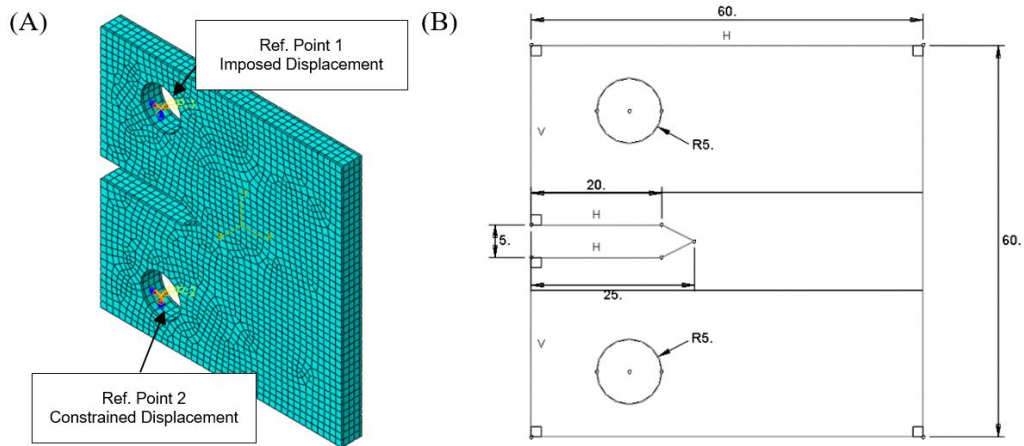 (A)
Ref. Point 1
Imposed Displacement
Ref. Point 2
Constrained Displacement
(B)
60.
H
V
R5.
20.
H
5.
H
60.
25.
V
R5.